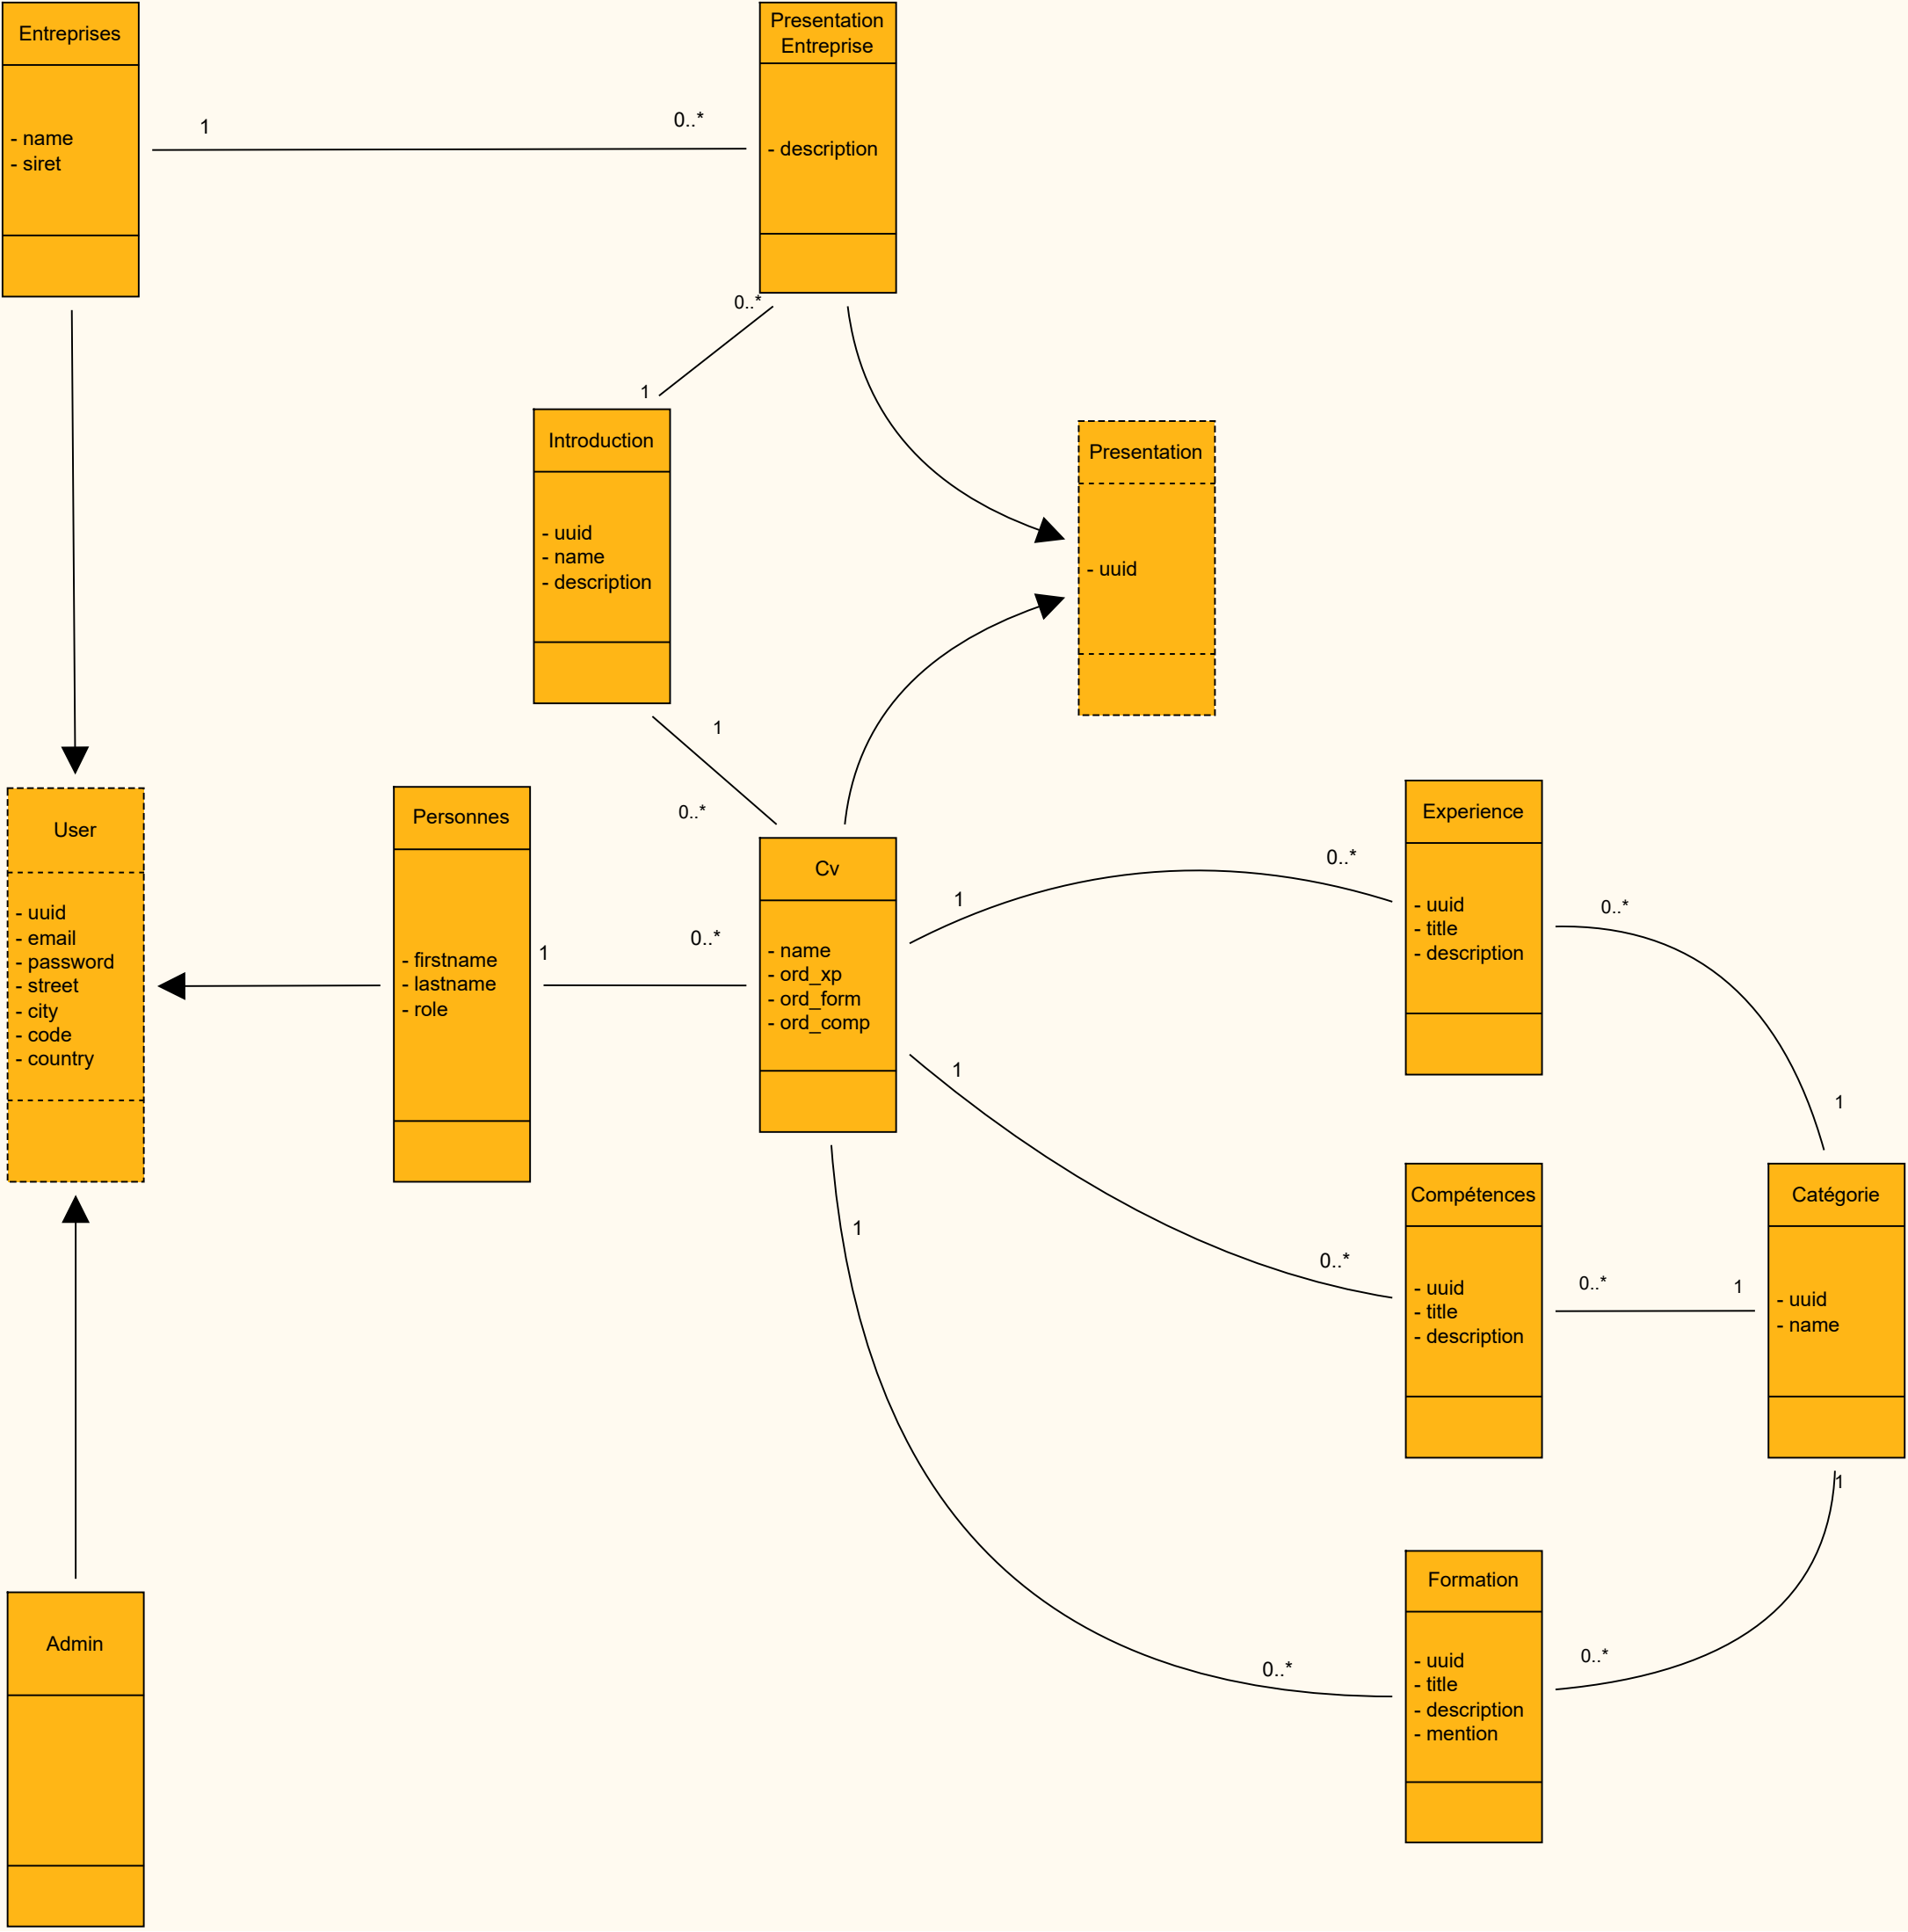 Entreprises
- name
- siret
1
0..*
Presentation
Entreprise
- description
0..*
1
Introduction
- uuid
- name
- description
1
0..*
Presentation
- uuid
User
- uuid
- email
- password
- street
- city
- code
- country
Personnes
- firstname
- lastname
- role
1
0..*
Cv
- name
- ord_xp
- ord_form
- ord_comp
1
0..*
1
0..*
1
0..*
Experience
- uuid
- title
- description
0..*
1
Compétences
- uuid
- title
- description
0..*
1
Catégorie
- uuid
- name
1
0..*
Formation
- uuid
- title
- description
- mention
Admin